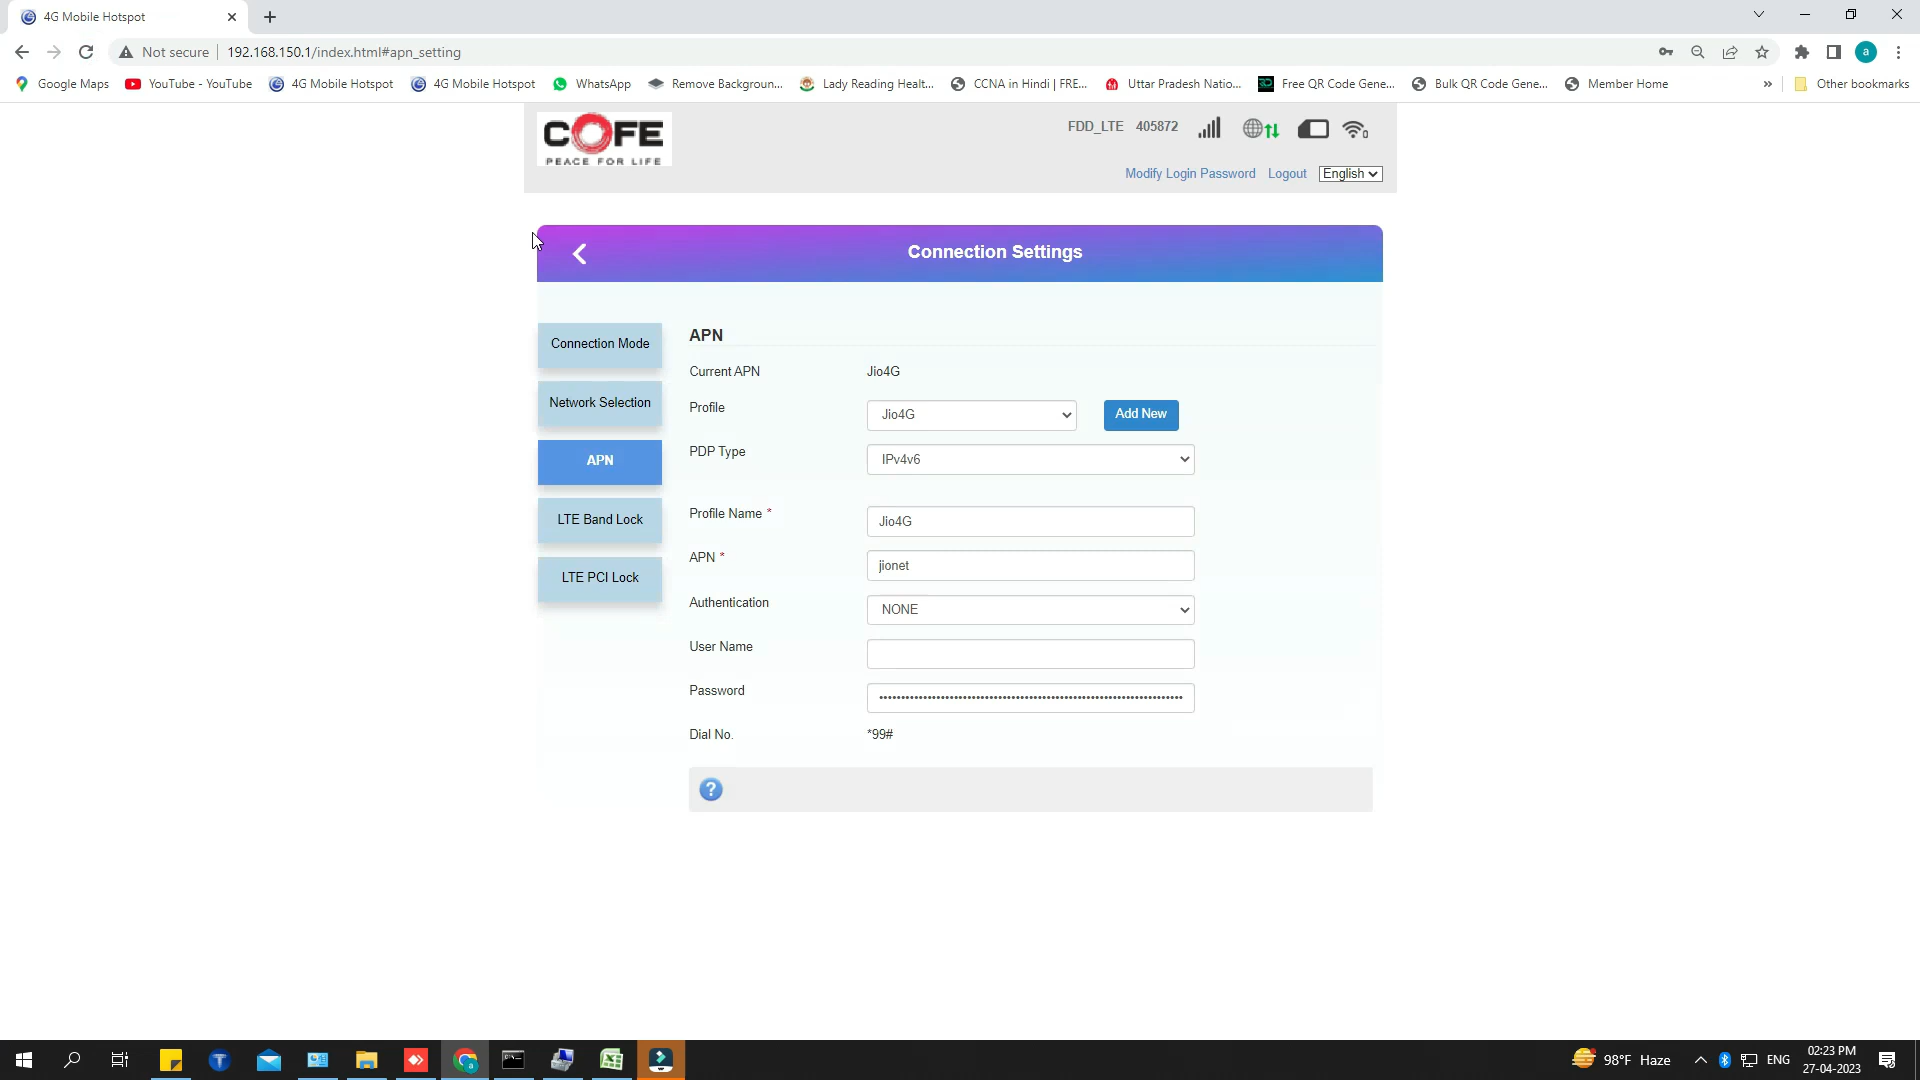 4G Mobile Hotspot
Not secure 192.168.150.1/index.html#apn_setting
a
Google Maps YouTube - YouTube 4G Mobile Hotspot 4G Mobile Hotspot WhatsApp Remove Backgroun... Lady Reading Healt... CCNA in Hindi | FRE... Uttar Pradesh Natio... Free QR Code Gene... Bulk QR Code Gene... Member Home » Other bookmarks
COFE
PEACE FOR LIFE
FDD_LTE 405872 0
Modify Login Password Logout English
Connection Settings
Connection Mode
Network Selection
APN
LTE Band Lock
LTE PCI Lock
APN
Current APN Jio4G
Profile Jio4G Add New
PDP Type IPv4v6
Profile Name * Jio4G
APN * jionet
Authentication NONE
User Name
Password
Dial No. *99#
?
98°F Haze ENG 02:23 PM
27-04-2023